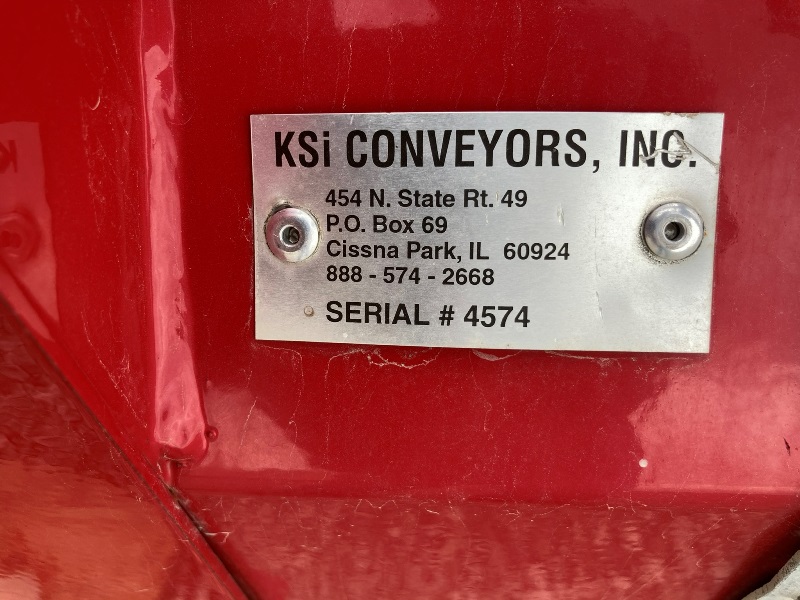 KSi CONVEYORS, INC.
454 N. State Rt. 49
P.O. Box 69
Cissna Park, IL 60924
888 - 574 - 2668
SERIAL # 4574